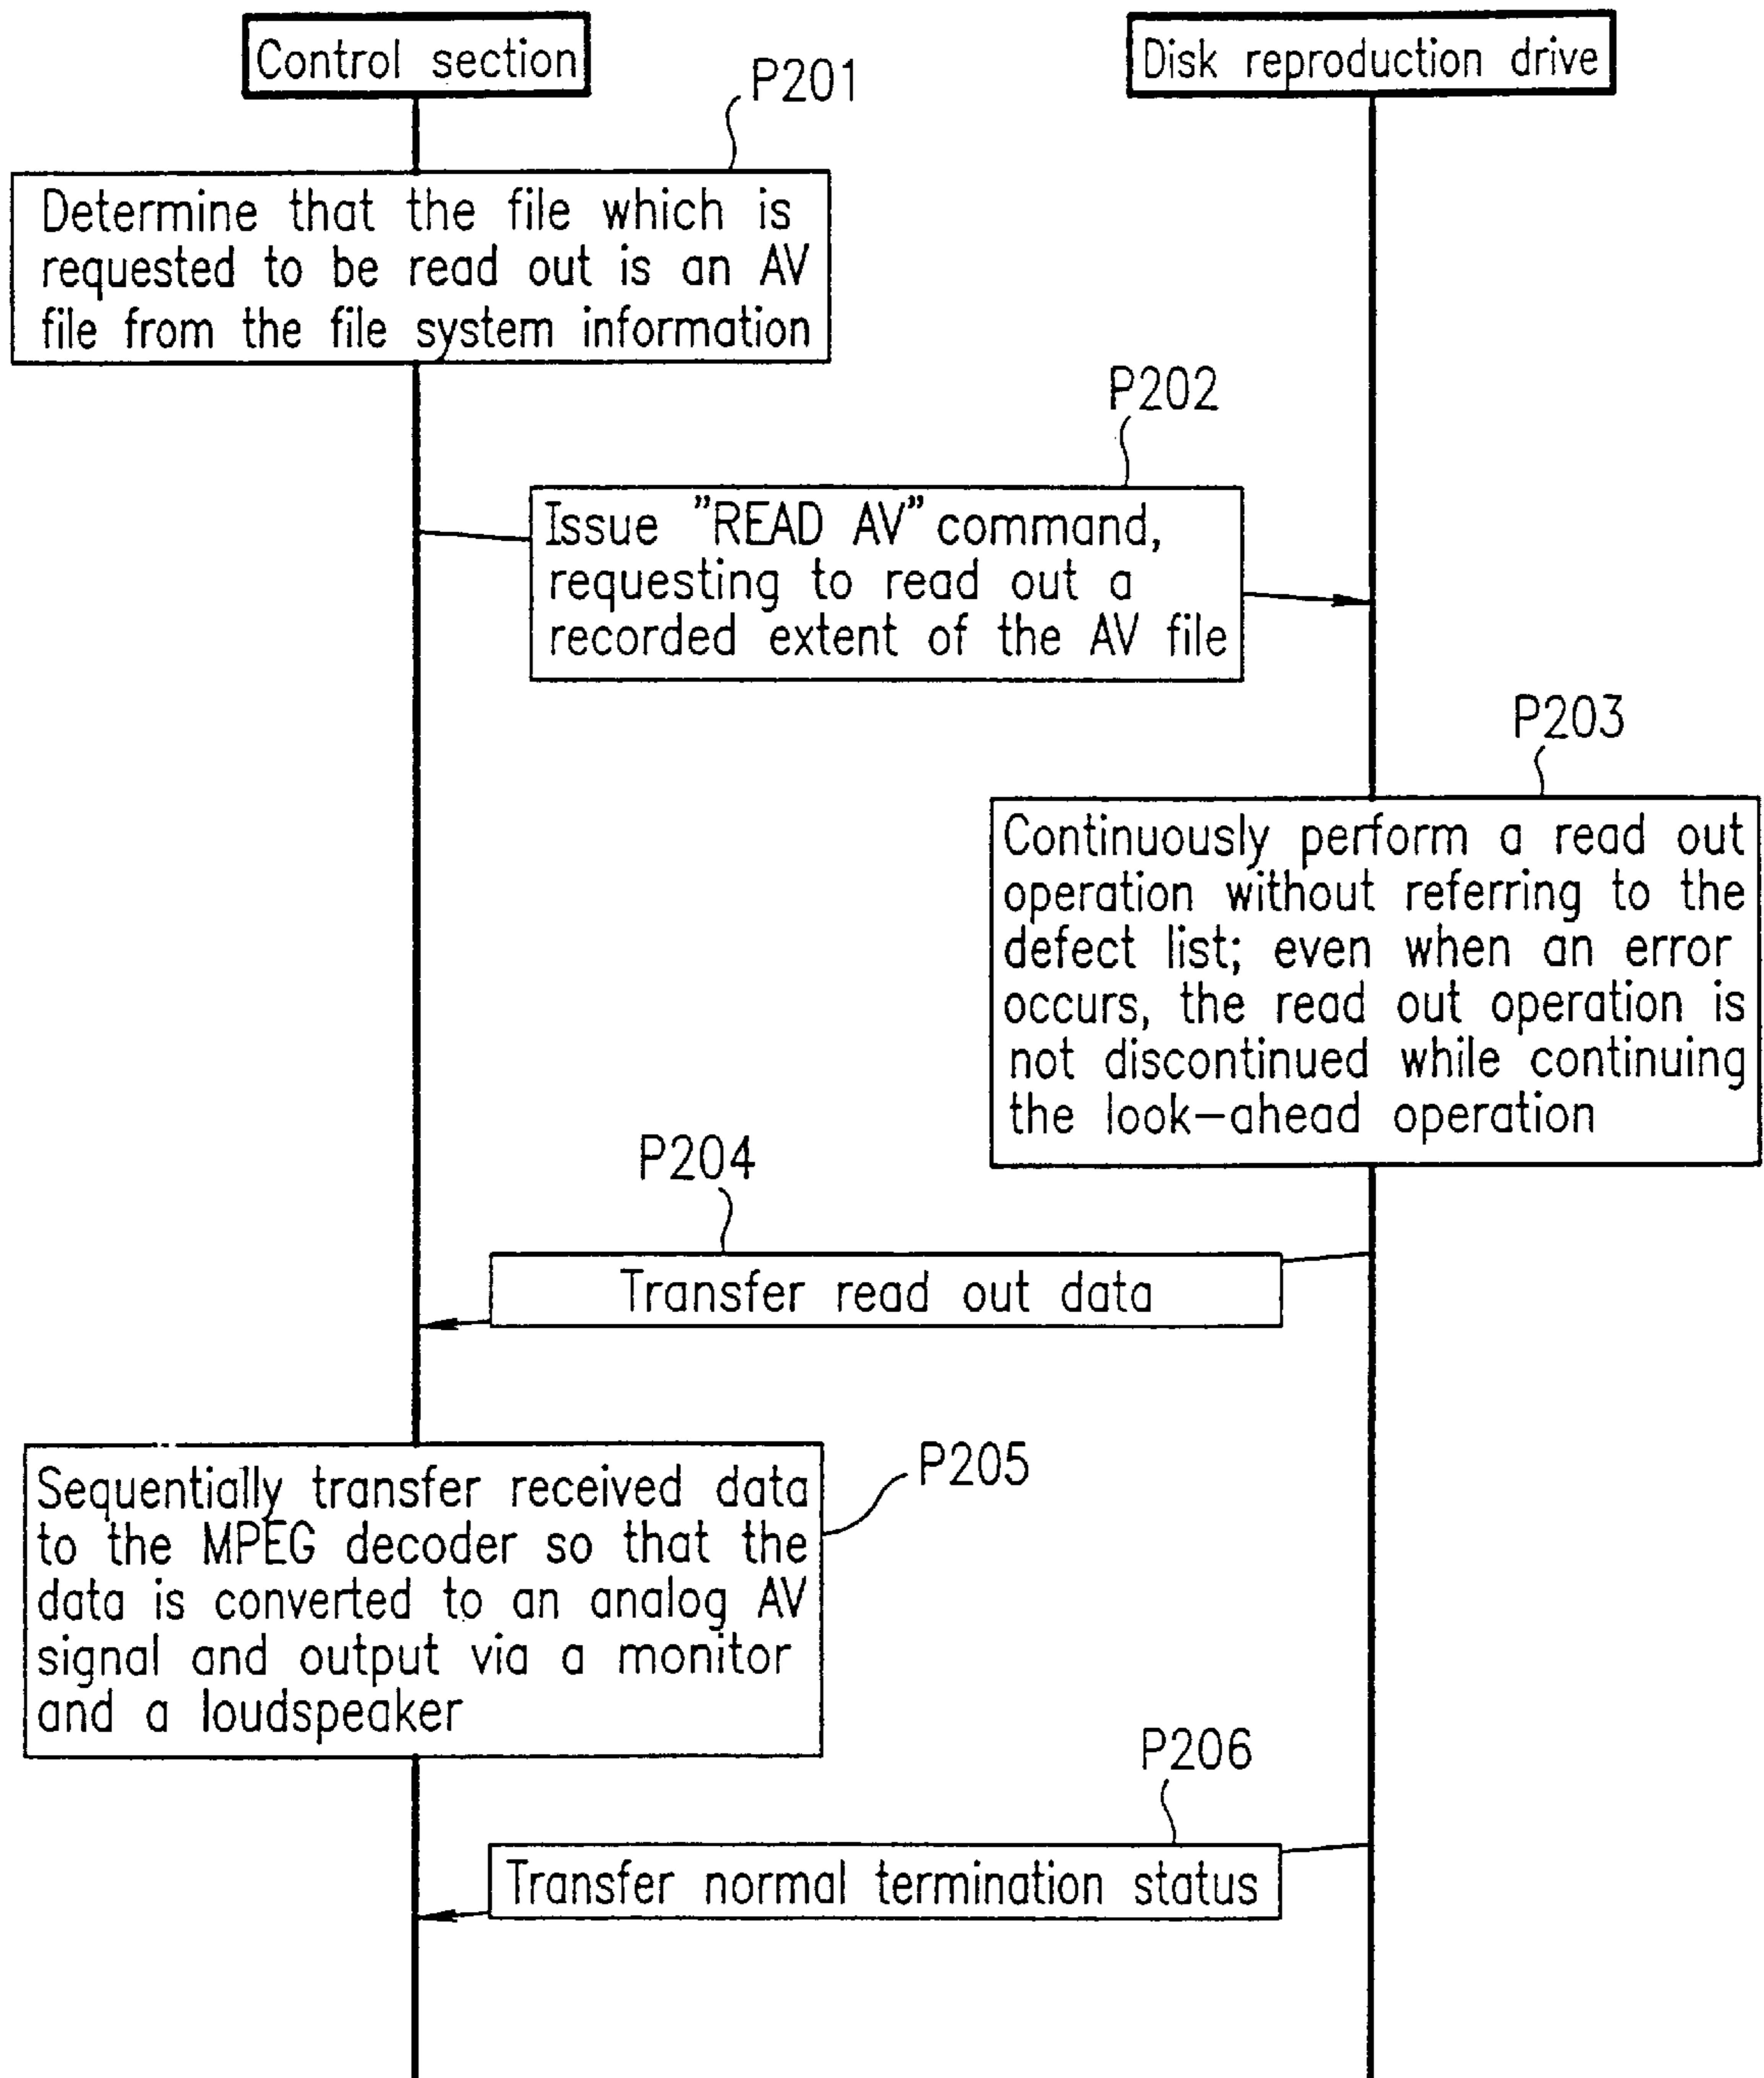 Control section
Disk reproduction drive
P201
Determine that the file which is
requested to be read out is an AV
file from the file system information
P202
Issue "READ AV" command,
requesting to read out a
recorded extent of the AV file
P203
Continuously perform a read out
operation without referring to the
defect list; even when an error
occurs, the read out operation is
not discontinued while continuing
the look-ahead operation
P204
Transfer read out data
P205
Sequentially transfer received data
to the MPEG decoder so that the
data is converted to an analog AV
signal and output via a monitor
and a loudspeaker
P206
Transfer normal termination status